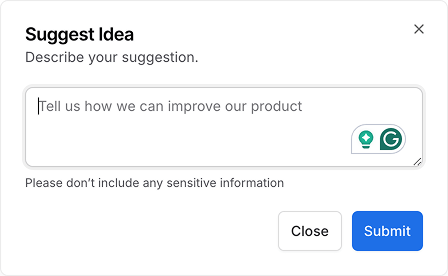 Suggest Idea
Describe your suggestion.
Tell us how we can improve our product
Please don’t include any sensitive information
Close
Submit